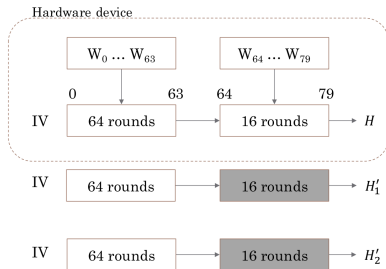 Hardware device
W₀ … W₆₃ W₆₄ … W₇₉
0 63 64 79
IV 64 rounds 16 rounds H
IV 64 rounds 16 rounds H′₁
IV 64 rounds 16 rounds H′₂